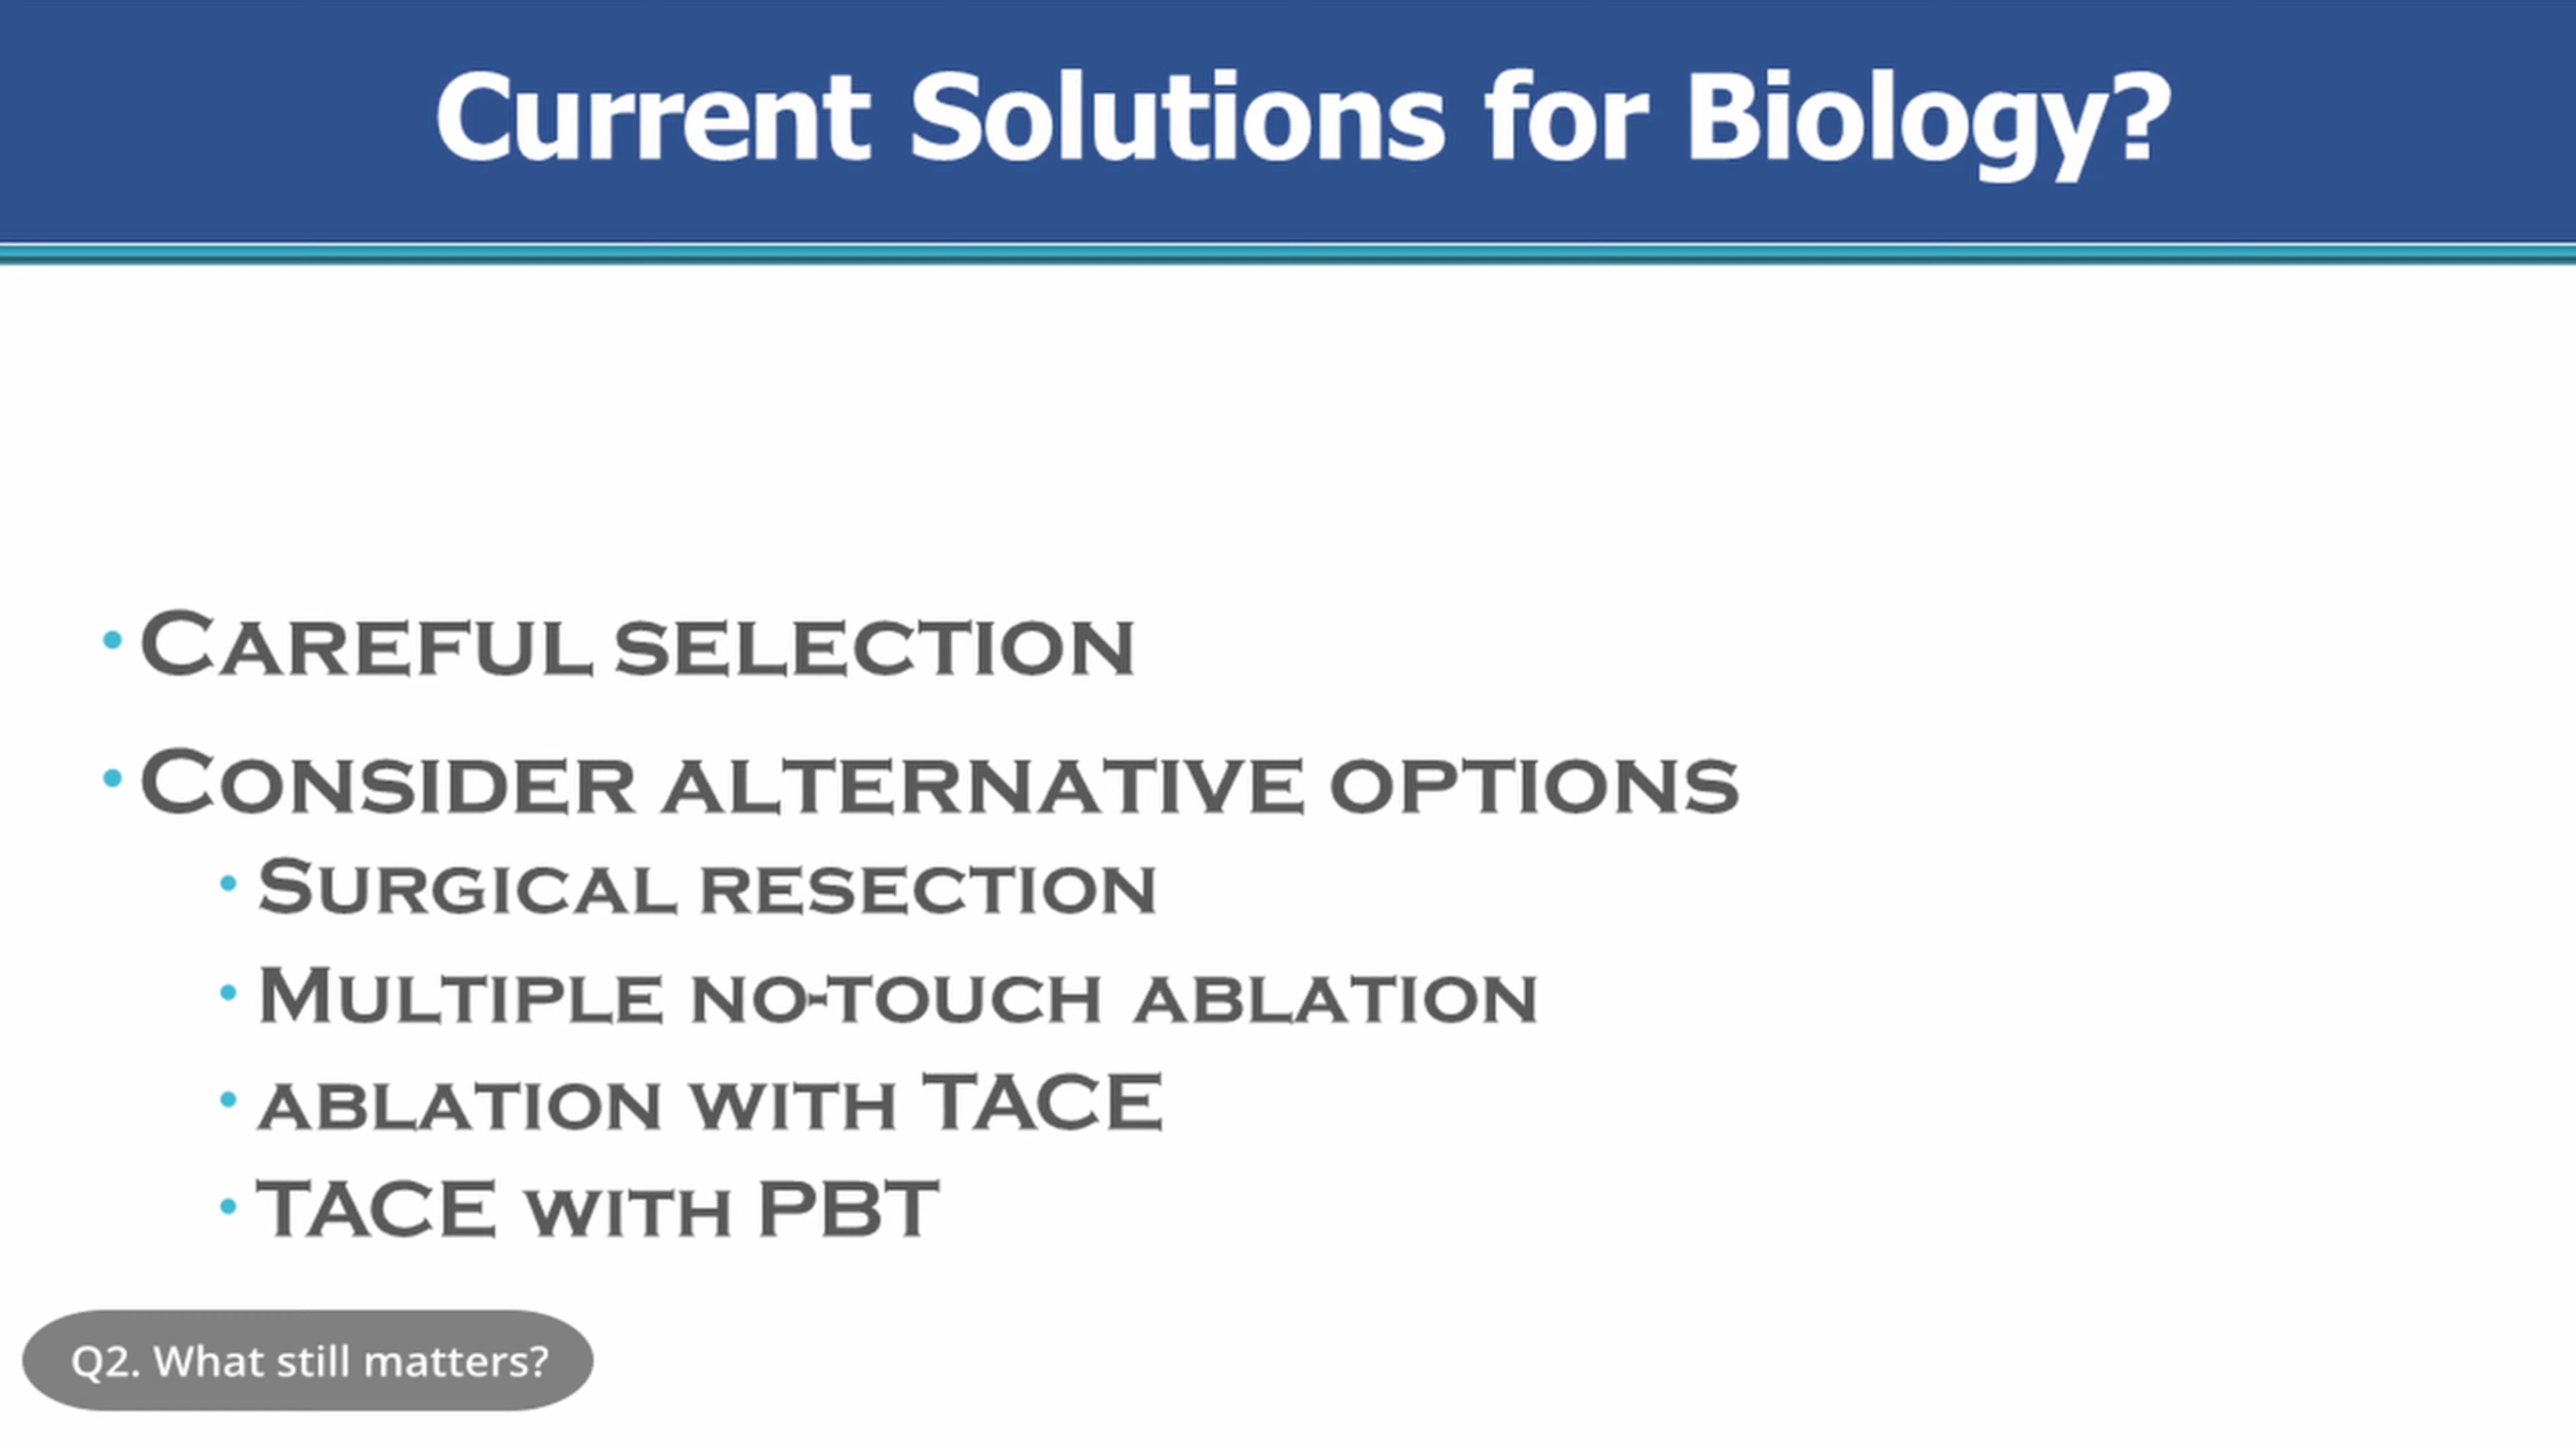 Current Solutions for Biology?
• Careful selection
• Consider alternative options
• Surgical resection
• Multiple no-touch ablation
• ablation with TACE
• TACE with PBT
Q2. What still matters?